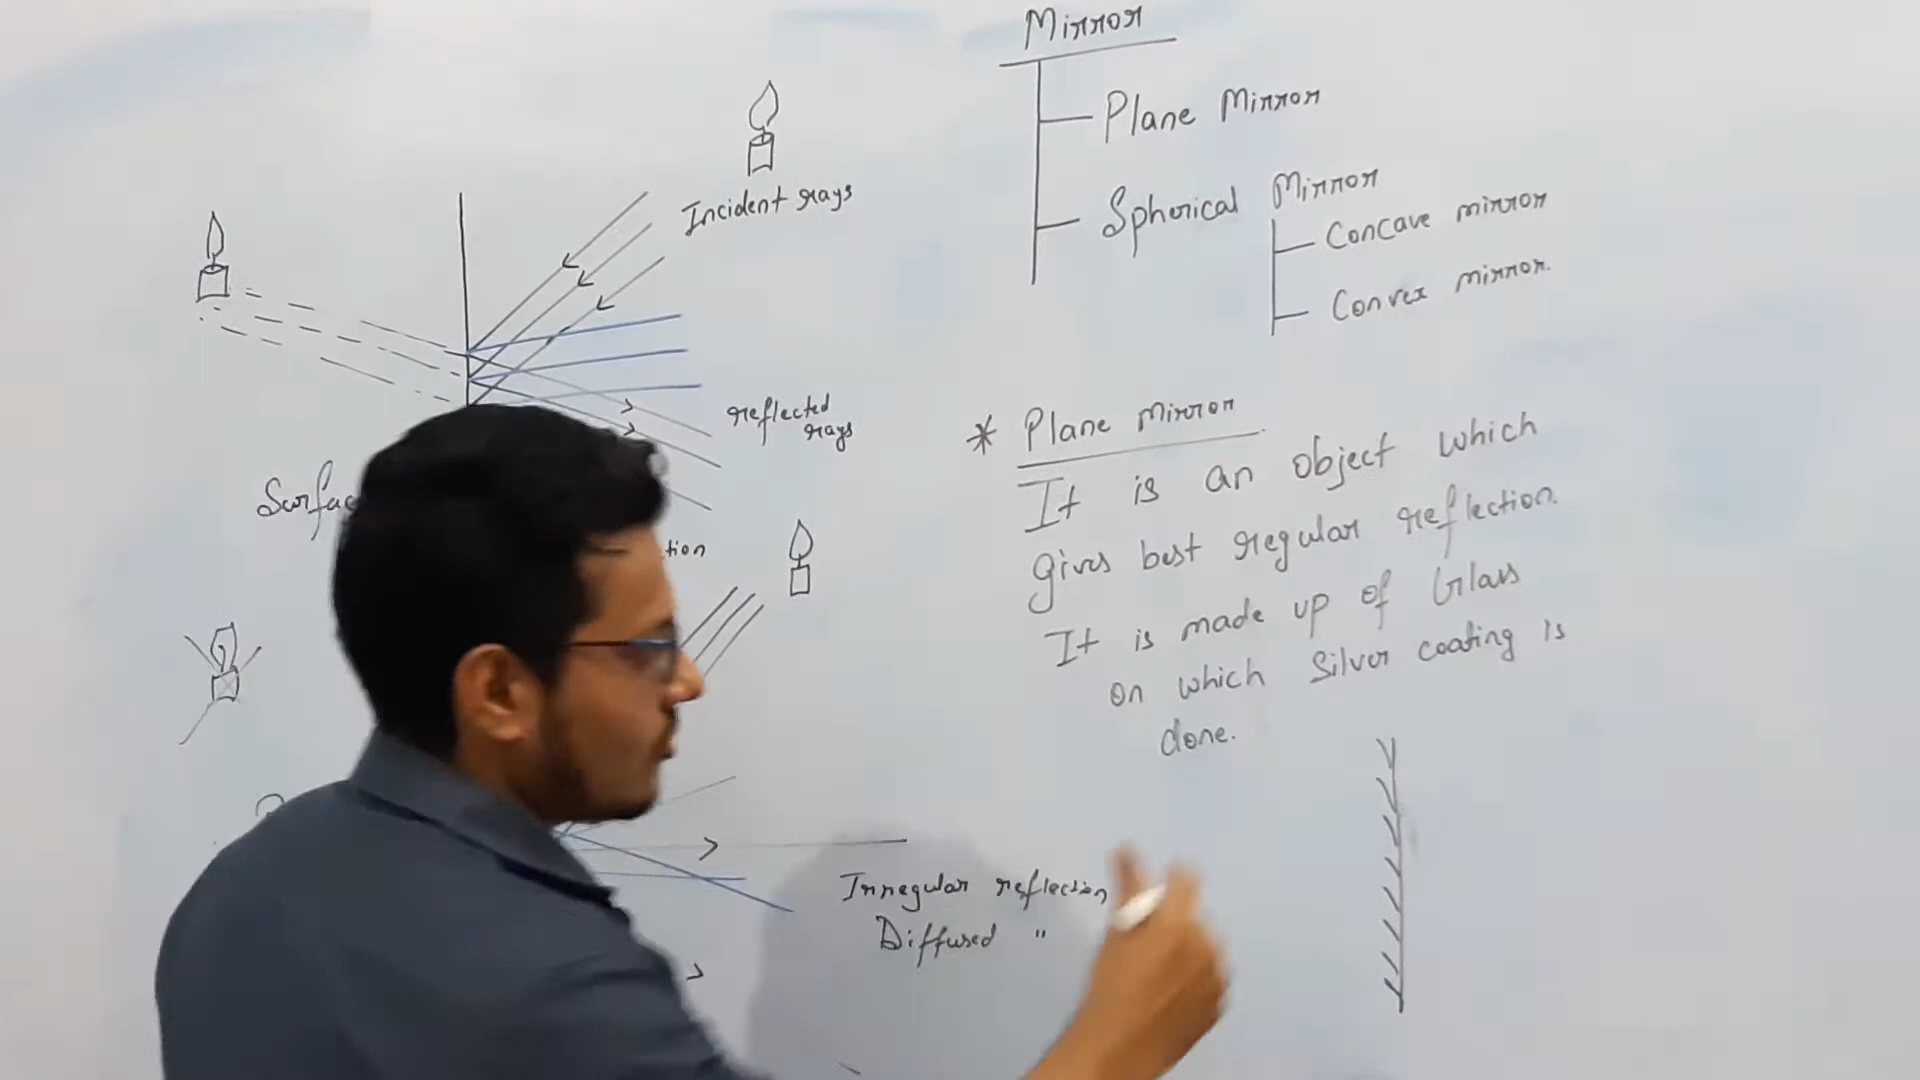 Mirror
Plane Mirror
Spherical Mirror
Concave mirror
Convex mirror.
Incident rays
reflected
rays
tion
Irregular reflection
Diffused "
* Plane Mirror
It is an object which
gives best regular reflection.
It is made up of Glass
on which Silver coating is
done.